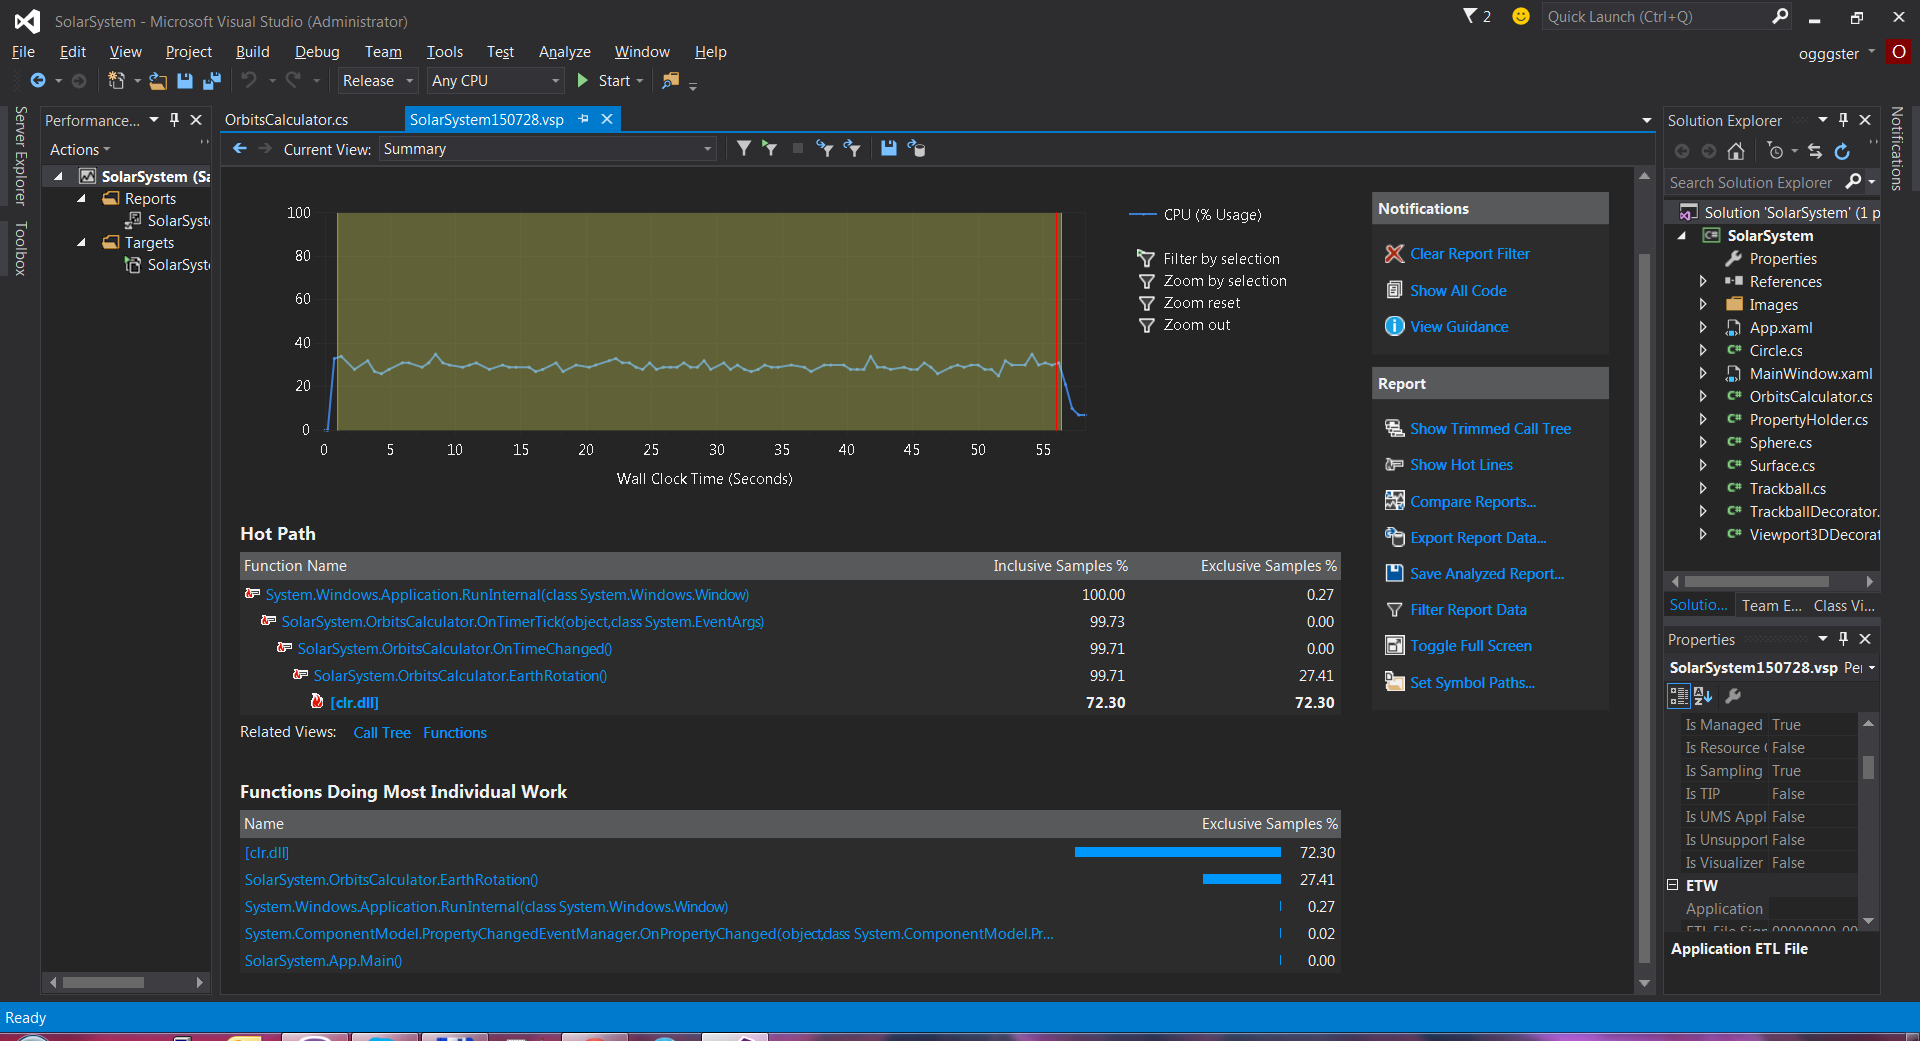 SolarSystem - Microsoft Visual Studio (Administrator)
2
Quick Launch (Ctrl+Q)
File Edit View Project Build Debug Team Tools Test Analyze Window Help
ogggster
O
Release
Any CPU
Start
Server Explorer
Toolbox
Performance...
Actions
SolarSystem (Sa
Reports
SolarSyst
Targets
SolarSyst
OrbitsCalculator.cs
SolarSystem150728.vsp
Current View: Summary
100
80
60
40
20
0
0 5 10 15 20 25 30 35 40 45 50 55
Wall Clock Time (Seconds)
CPU (% Usage)
Filter by selection
Zoom by selection
Zoom reset
Zoom out
Hot Path
Function Name Inclusive Samples % Exclusive Samples %
System.Windows.Application.RunInternal(class System.Windows.Window) 100.00 0.27
SolarSystem.OrbitsCalculator.OnTimerTick(object,class System.EventArgs) 99.73 0.00
SolarSystem.OrbitsCalculator.OnTimeChanged() 99.71 0.00
SolarSystem.OrbitsCalculator.EarthRotation() 99.71 27.41
[clr.dll] 72.30 72.30
Related Views: Call Tree Functions
Functions Doing Most Individual Work
Name Exclusive Samples %
[clr.dll] 72.30
SolarSystem.OrbitsCalculator.EarthRotation() 27.41
System.Windows.Application.RunInternal(class System.Windows.Window) 0.27
System.ComponentModel.PropertyChangedEventManager.OnPropertyChanged(object,class System.ComponentModel.Pr... 0.02
SolarSystem.App.Main() 0.00
Notifications
Clear Report Filter
Show All Code
View Guidance
Report
Show Trimmed Call Tree
Show Hot Lines
Compare Reports...
Export Report Data...
Save Analyzed Report...
Filter Report Data
Toggle Full Screen
Set Symbol Paths...
Solution Explorer
Search Solution Explorer
Solution 'SolarSystem' (1 p
SolarSystem
Properties
References
Images
App.xaml
Circle.cs
MainWindow.xaml
OrbitsCalculator.cs
PropertyHolder.cs
Sphere.cs
Surface.cs
Trackball.cs
TrackballDecorator.
Viewport3DDecorat
Solutio... Team E... Class Vi...
Properties
SolarSystem150728.vsp Per
Is Managed True
Is Resource False
Is Sampling True
Is TIP False
Is UMS Appl False
Is Unsupport False
Is Visualizer False
ETW
Application
Application ETL File
Notifications
Ready